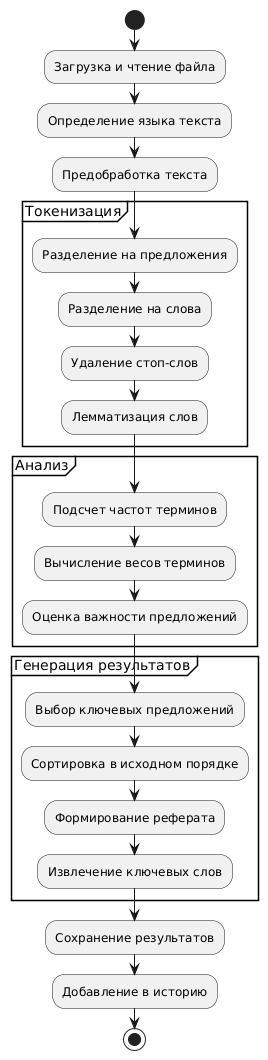 Загрузка и чтение файла
Определение языка текста
Предобработка текста
Токенизация
Разделение на предложения
Разделение на слова
Удаление стоп-слов
Лемматизация слов
Анализ
Подсчет частот терминов
Вычисление весов терминов
Оценка важности предложений
Генерация результатов
Выбор ключевых предложений
Сортировка в исходном порядке
Формирование реферата
Извлечение ключевых слов
Сохранение результатов
Добавление в историю